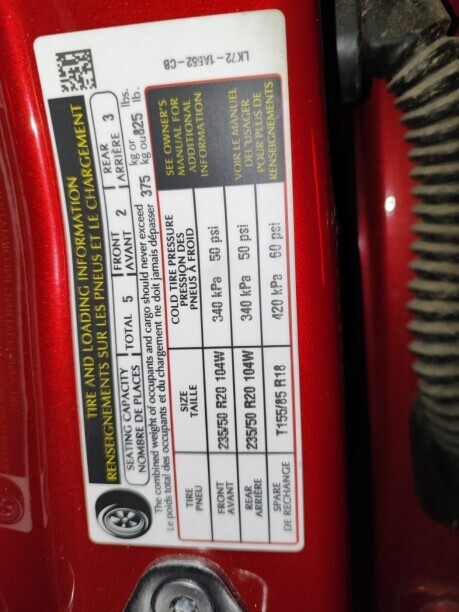 TIRE AND LOADING INFORMATION
RENSEIGNEMENTS SUR LES PNEUS ET LE CHARGEMENT
SEATING CAPACITY TOTAL 5 FRONT 2 REAR 3
NOMBRE DE PLACES AVANT ARRIÈRE
The combined weight of occupants and cargo should never exceed 375 kg or 825 lbs.
Le poids total des occupants et du chargement ne doit jamais dépasser kg ou lb.
TIRE SIZE COLD TIRE PRESSURE SEE OWNER'S
PNEU TAILLE PRESSION DES MANUAL FOR
PNEUS À FROID ADDITIONAL
INFORMATION
FRONT 235/50 R20 104W 340 kPa 50 psi
AVANT
REAR 235/50 R20 104W 340 kPa 50 psi VOIR LE MANUEL
ARRIÈRE DE L'USAGER
SPARE T155/85 R18 420 kPa 60 psi POUR PLUS DE
DE RECHANGE RENSEIGNEMENTS
LK72-1A552-CB